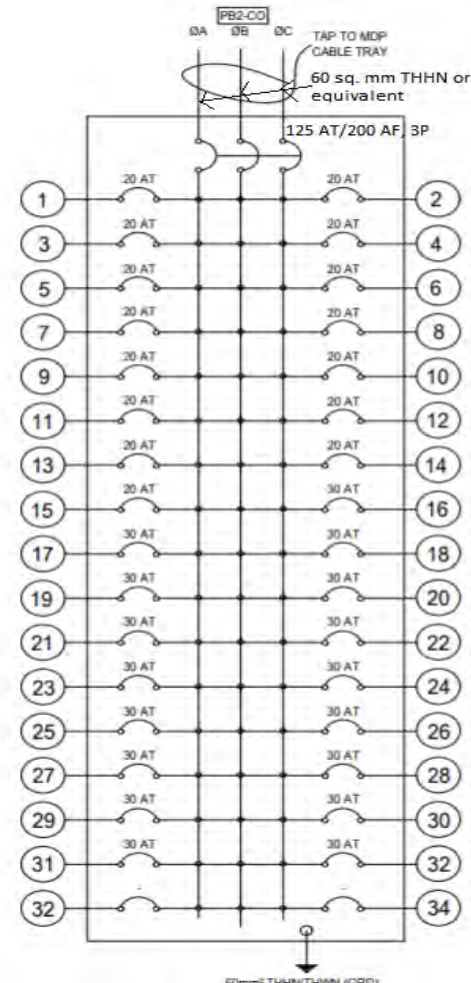 PB2-CO
ØA ØB ØC
TAP TO MDP
CABLE TRAY
60 sq. mm THHN or
equivalent
125 AT/200 AF, 3P
20 AT 20 AT
1 2
20 AT 20 AT
3 4
20 AT 20 AT
5 6
20 AT 20 AT
7 8
20 AT 20 AT
9 10
20 AT 20 AT
11 12
20 AT 20 AT
13 14
20 AT 30 AT
15 16
30 AT 30 AT
17 18
30 AT 30 AT
19 20
30 AT 30 AT
21 22
30 AT 30 AT
23 24
30 AT 30 AT
25 26
30 AT 30 AT
27 28
30 AT 30 AT
29 30
30 AT 30 AT
31 32
- -
32 34
THHN/THWN (GRD)